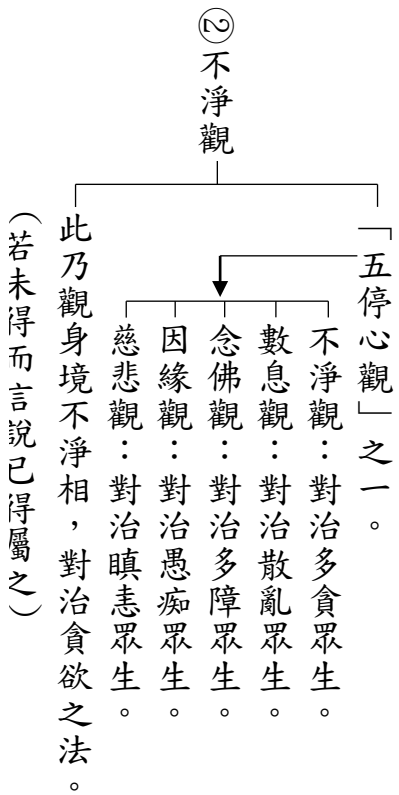 ②不淨觀
「五停心觀」之一。
不淨觀：對治多貪眾生。
數息觀：對治散亂眾生。
念佛觀：對治多障眾生。
因緣觀：對治愚痴眾生。
慈悲觀：對治瞋恚眾生。
此乃觀身境不淨相，對治貪欲之法。
（若未得而言說已得屬之）